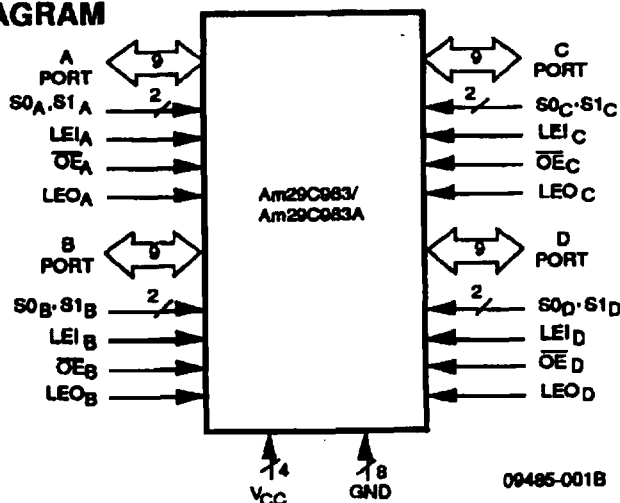 AGRAM
A PORT
9
S0A, S1A
2
LEIA
OEA
LEOA
B PORT
9
S0B, S1B
2
LEIB
OEB
LEOB
Am29C983/
Am29C983A
C PORT
9
S0C, S1C
2
LEIC
OEC
LEOC
D PORT
9
S0D, S1D
2
LEID
OED
LEOD
VCC
4
GND
8
09485-001B